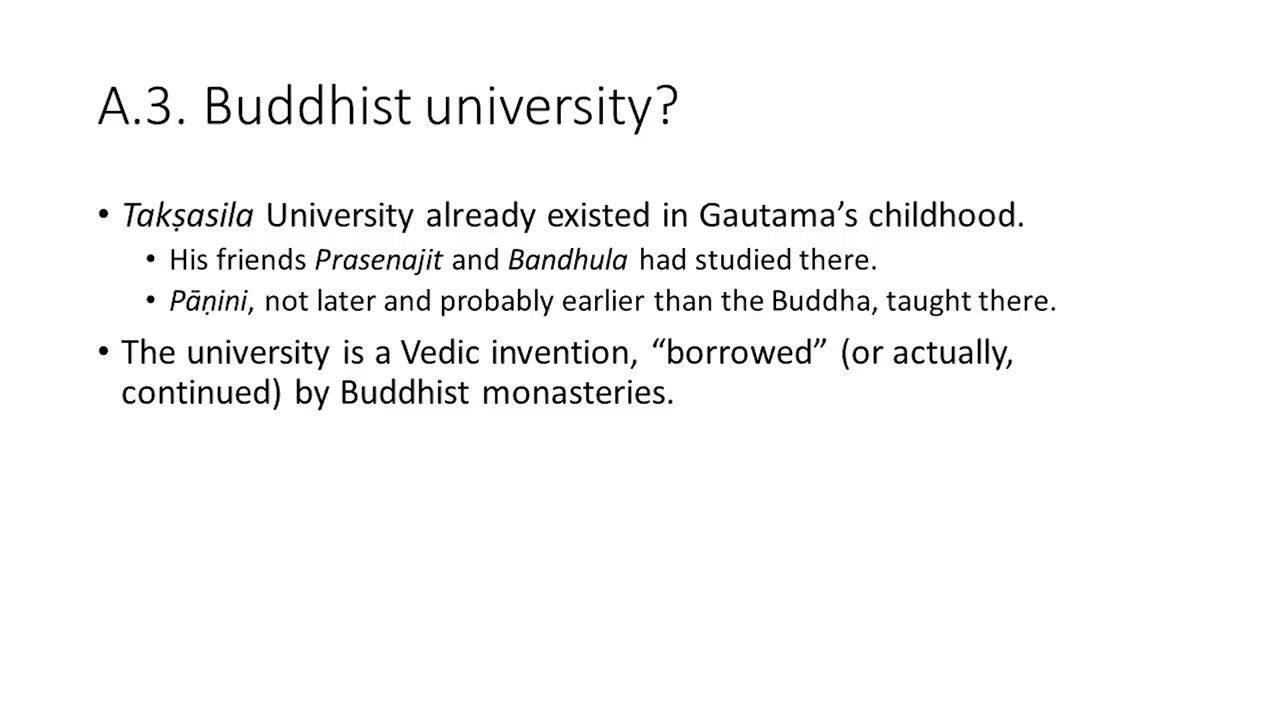 A.3. Buddhist university?
• Takṣasila University already existed in Gautama’s childhood.
• His friends Prasenajit and Bandhula had studied there.
• Pāṇini, not later and probably earlier than the Buddha, taught there.
• The university is a Vedic invention, “borrowed” (or actually,
continued) by Buddhist monasteries.